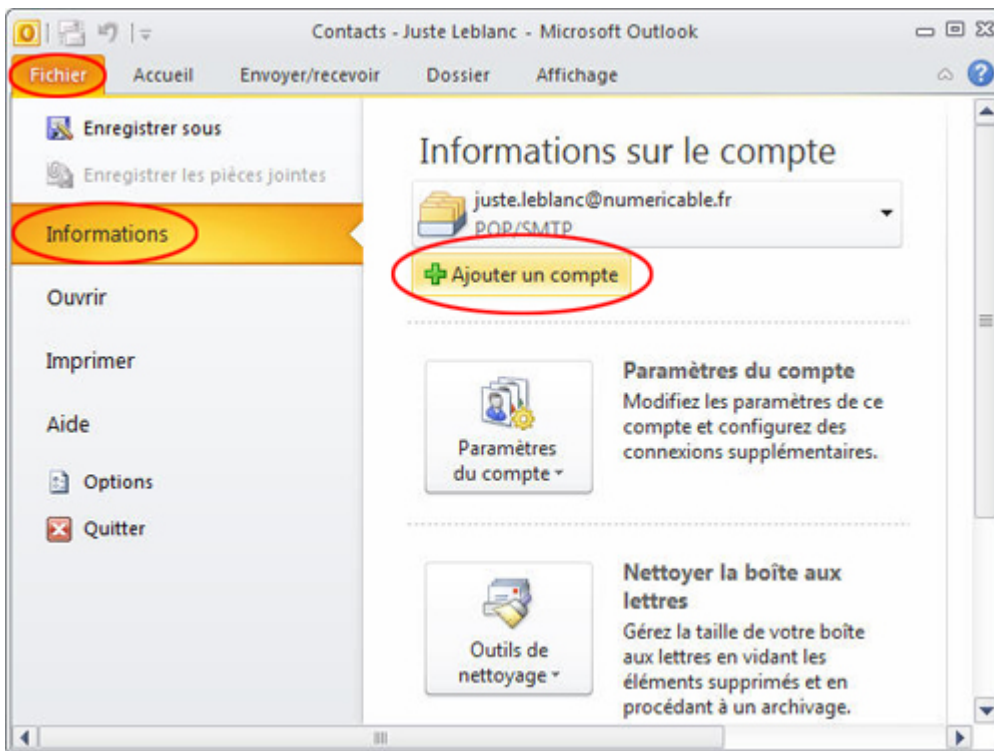 Contacts - Juste Leblanc - Microsoft Outlook
Fichier Accueil Envoyer/recevoir Dossier Affichage
Enregistrer sous
Enregistrer les pièces jointes
Informations
Ouvrir
Imprimer
Aide
Options
Quitter
Informations sur le compte
juste.leblanc@numericable.fr
POP/SMTP
Ajouter un compte
Paramètres
du compte
Paramètres du compte
Modifiez les paramètres de ce
compte et configurez des
connexions supplémentaires.
Outils de
nettoyage
Nettoyer la boîte aux
lettres
Gérez la taille de votre boîte
aux lettres en vidant les
éléments supprimés et en
procédant à un archivage.